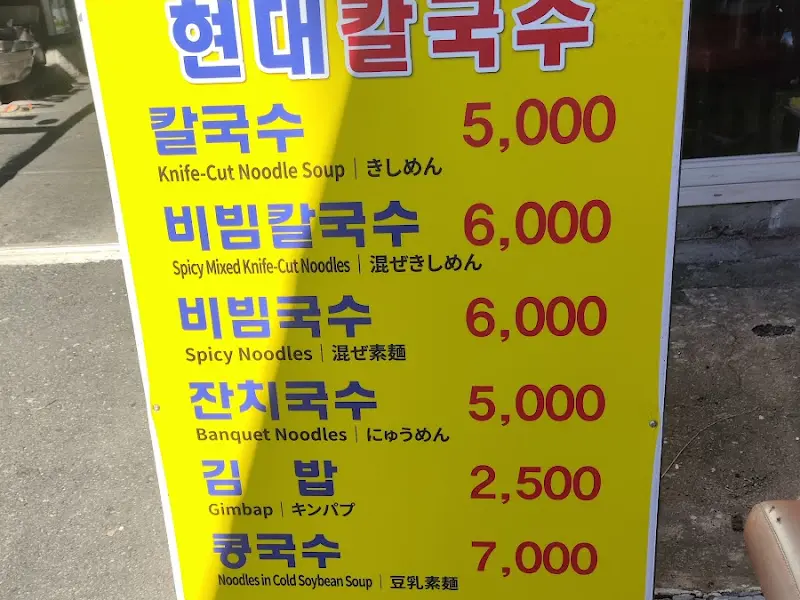 현대칼국수
칼국수 5,000
Knife-Cut Noodle Soup | きしめん
비빔칼국수 6,000
Spicy Mixed Knife-Cut Noodles | 混ぜきしめん
비빔국수 6,000
Spicy Noodles | 混ぜ素麺
잔치국수 5,000
Banquet Noodles | にゅうめん
김 밥 2,500
Gimbap | キンパプ
콩국수 7,000
Noodles in Cold Soybean Soup | 豆乳素麺